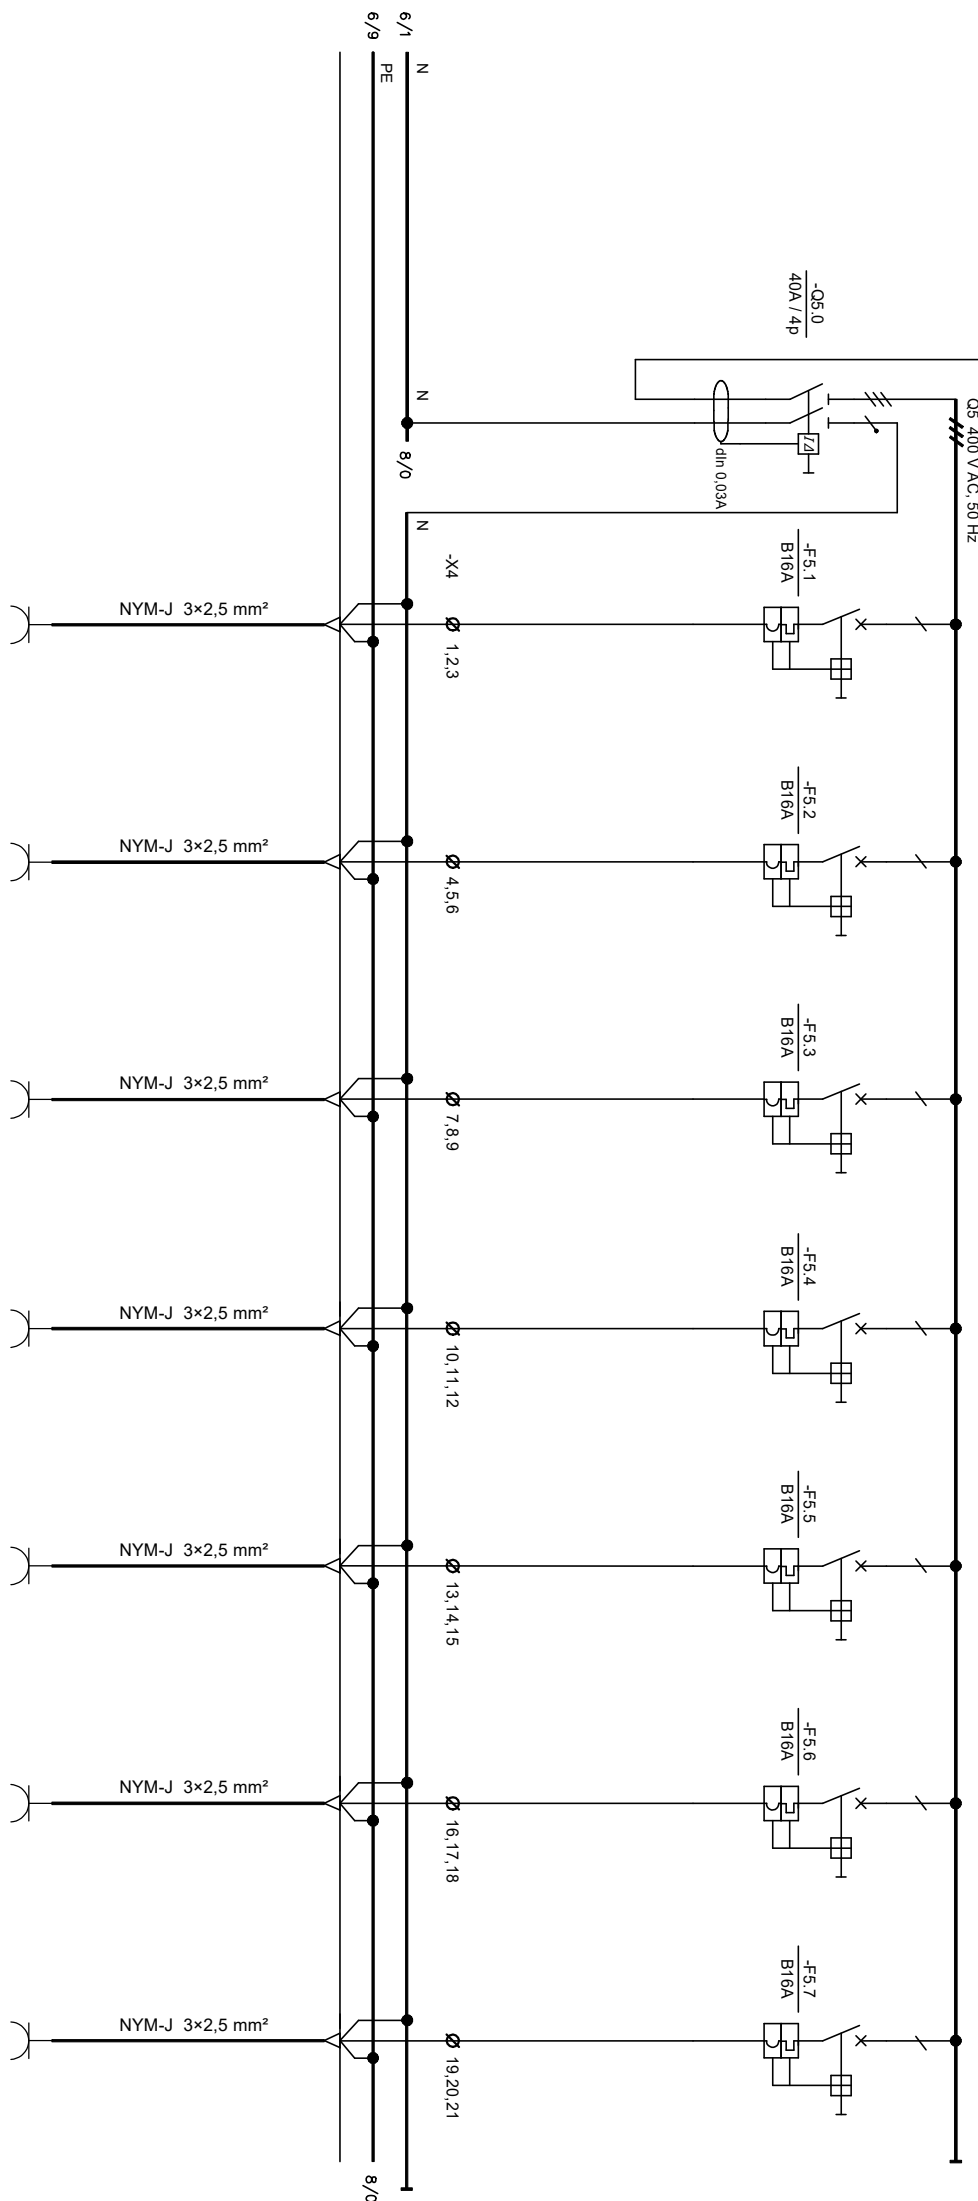 6/9
6/1
PE
N
-Q5.0
40A / 4p
N
8/0
dIn 0,03A
Q5 400 V AC, 50 Hz
N
-X4
-F5.1
B16A
NYM-J 3×2,5 mm²
1,2,3
-F5.2
B16A
NYM-J 3×2,5 mm²
4,5,6
-F5.3
B16A
NYM-J 3×2,5 mm²
7,8,9
-F5.4
B16A
NYM-J 3×2,5 mm²
10,11,12
-F5.5
B16A
NYM-J 3×2,5 mm²
13,14,15
-F5.6
B16A
NYM-J 3×2,5 mm²
16,17,18
-F5.7
B16A
NYM-J 3×2,5 mm²
19,20,21
8/0